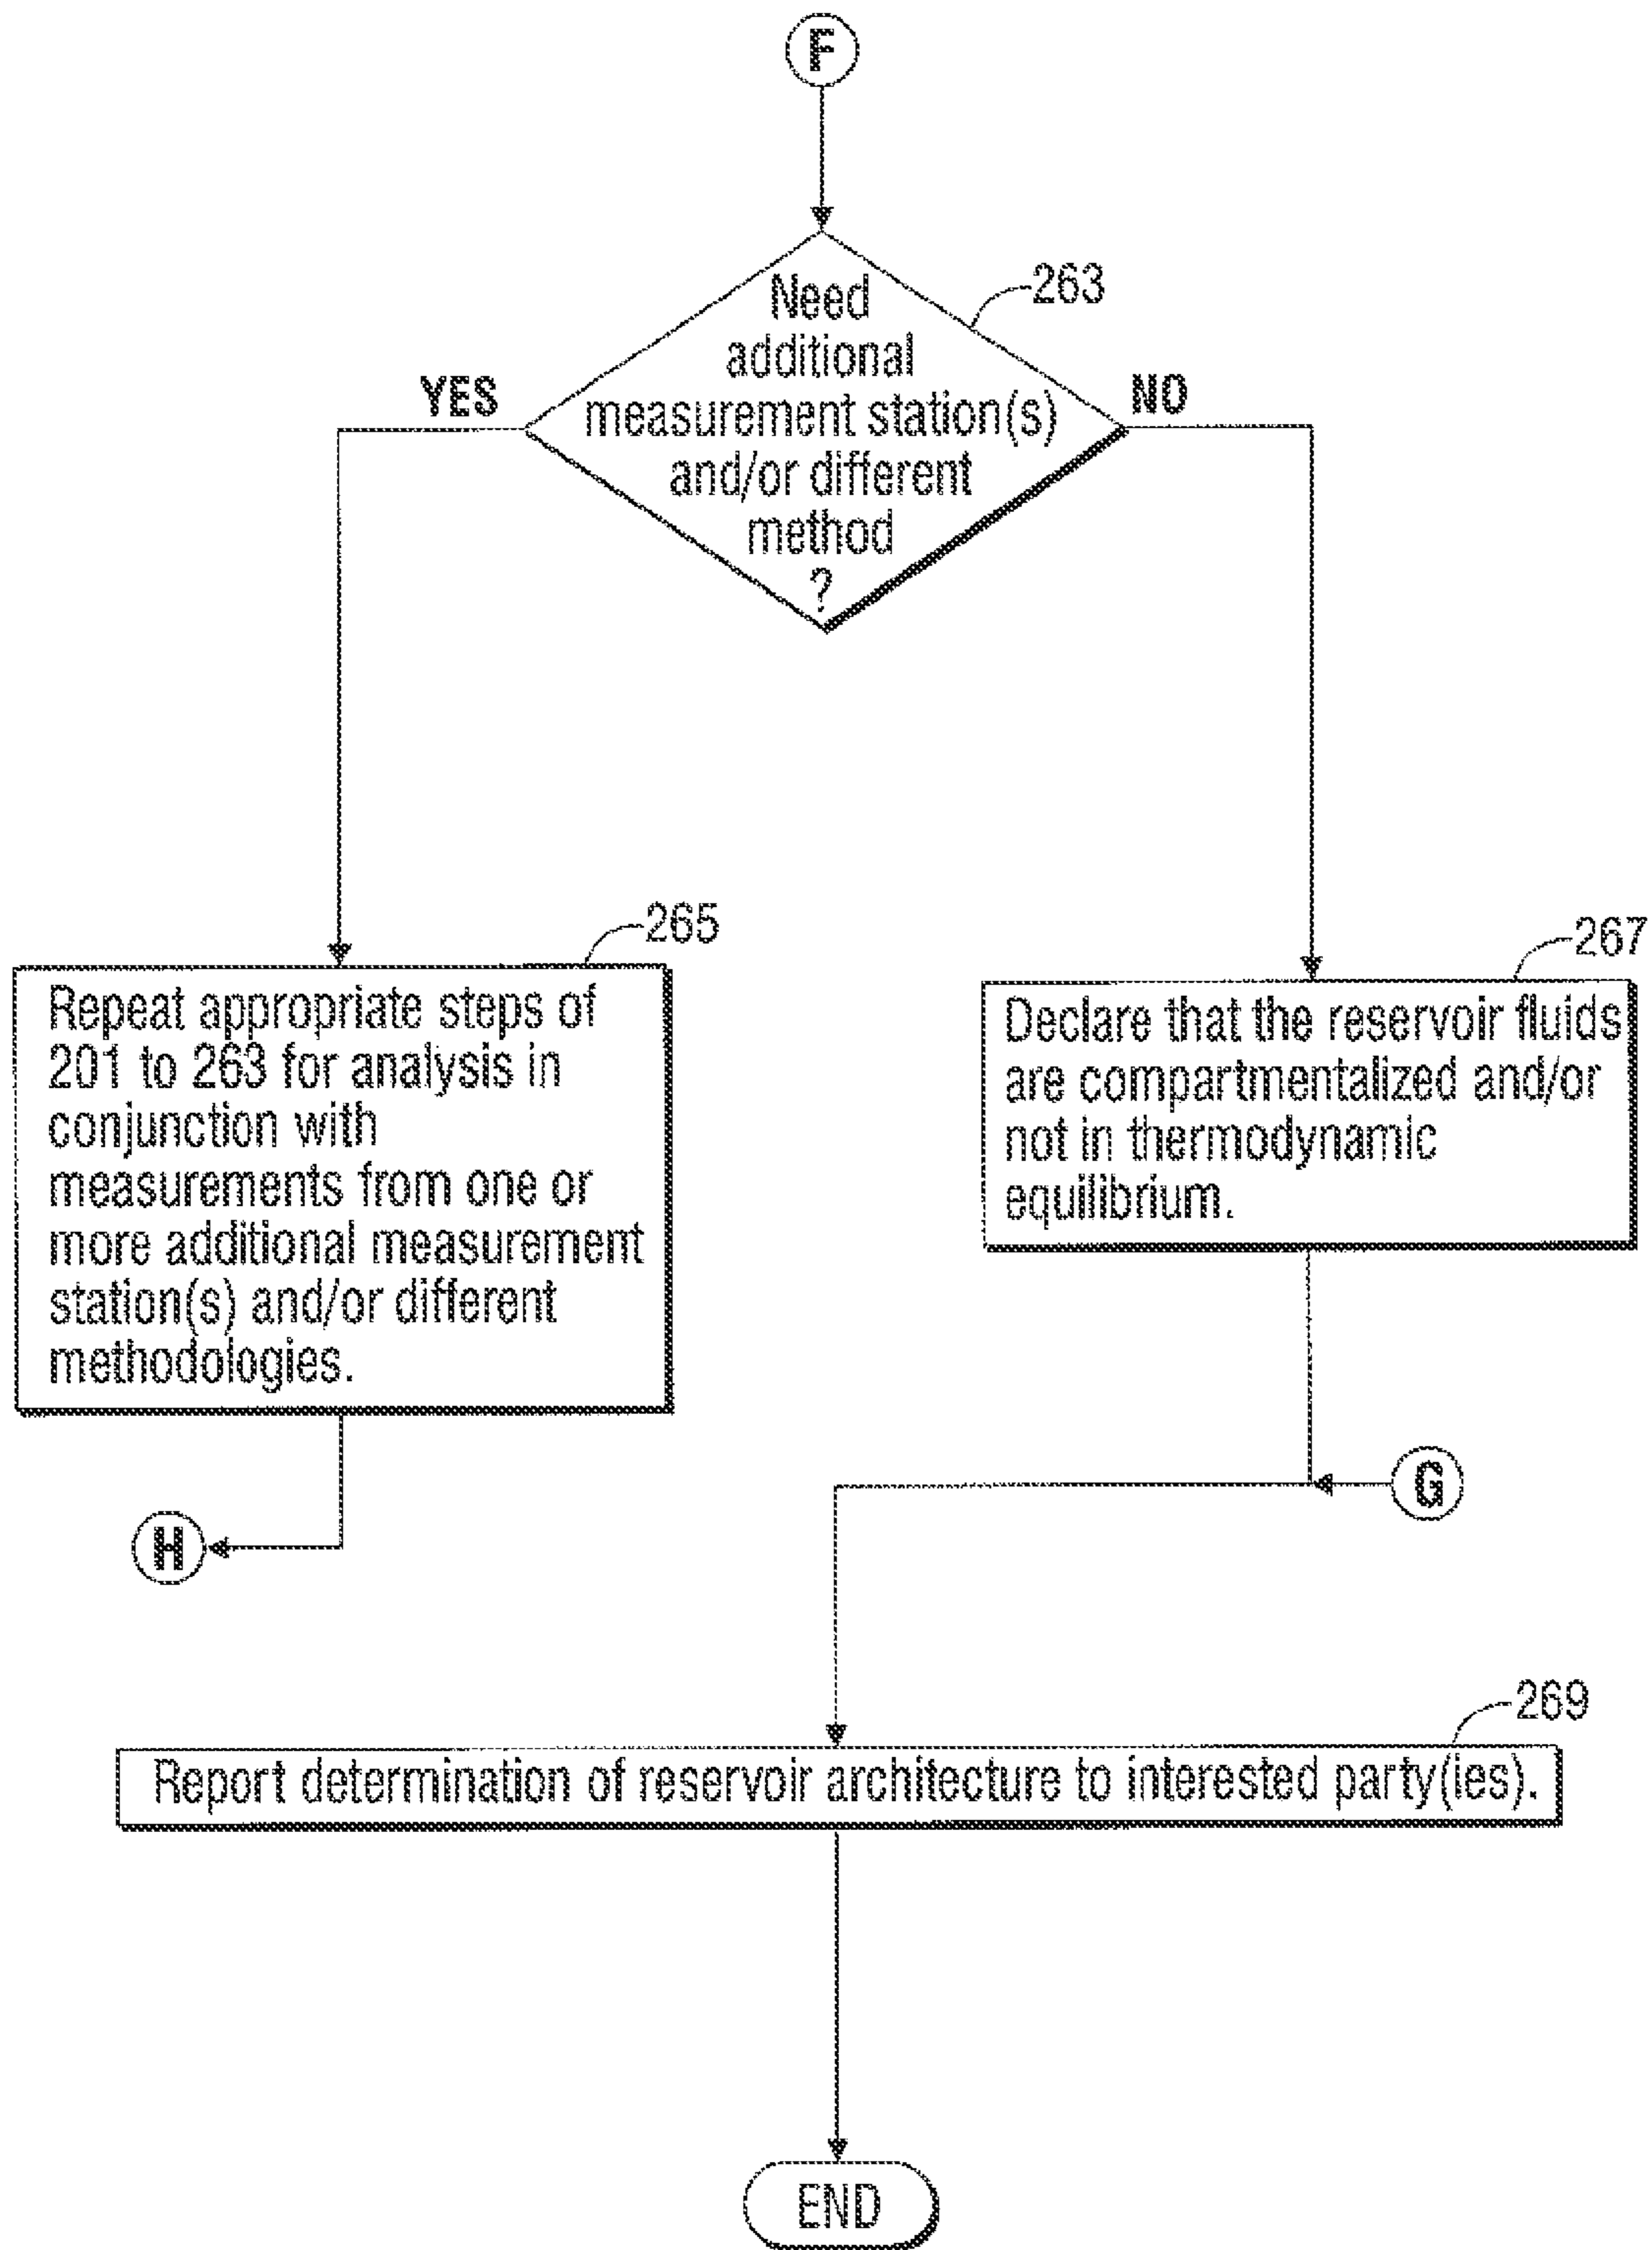 F
Need
additional
measurement station(s)
and/or different
method
?
263
YES
NO
265
Repeat appropriate steps of
201 to 263 for analysis in
conjunction with
measurements from one or
more additional measurement
station(s) and/or different
methodologies.
267
Declare that the reservoir fluids
are compartmentalized and/or
not in thermodynamic
equilibrium.
G
H
269
Report determination of reservoir architecture to interested party(ies).
END